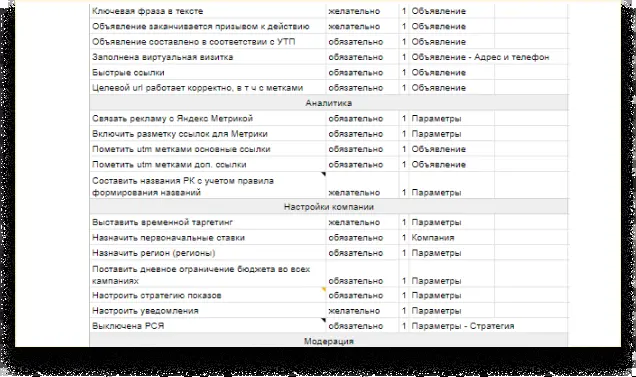 Ключевая фраза в тексте желательно 1 Объявление
Объявление заканчивается призывом к действию желательно 1 Объявление
Объявление составлено в соответствии с УТП обязательно 1 Объявление
Заполнена виртуальная визитка обязательно 1 Объявление - Адрес и телефон
Быстрые ссылки обязательно 1 Объявление
Целевой url работает корректно, в т ч с метками обязательно 1 Объявление
Аналитика
Связать рекламу с Яндекс Метрикой обязательно 1 Параметры
Включить разметку ссылок для Метрики обязательно 1 Параметры
Пометить utm метками основные ссылки обязательно 1 Объявление
Пометить utm метками доп. ссылки обязательно 1 Объявление
Составить названия РК с учетом правила
формирования названий желательно 1 Параметры
Настройки компании
Выставить временной таргетинг желательно 1 Параметры
Назначить первоначальные ставки обязательно 1 Компания
Назначить регион (регионы) обязательно 1 Параметры
Поставить дневное ограничение бюджета во всех
кампаниях обязательно 1 Параметры
Настроить стратегию показов обязательно 1 Параметры
Настроить уведомления желательно 1 Параметры
Выключена РСЯ обязательно 1 Параметры - Стратегия
Модерация